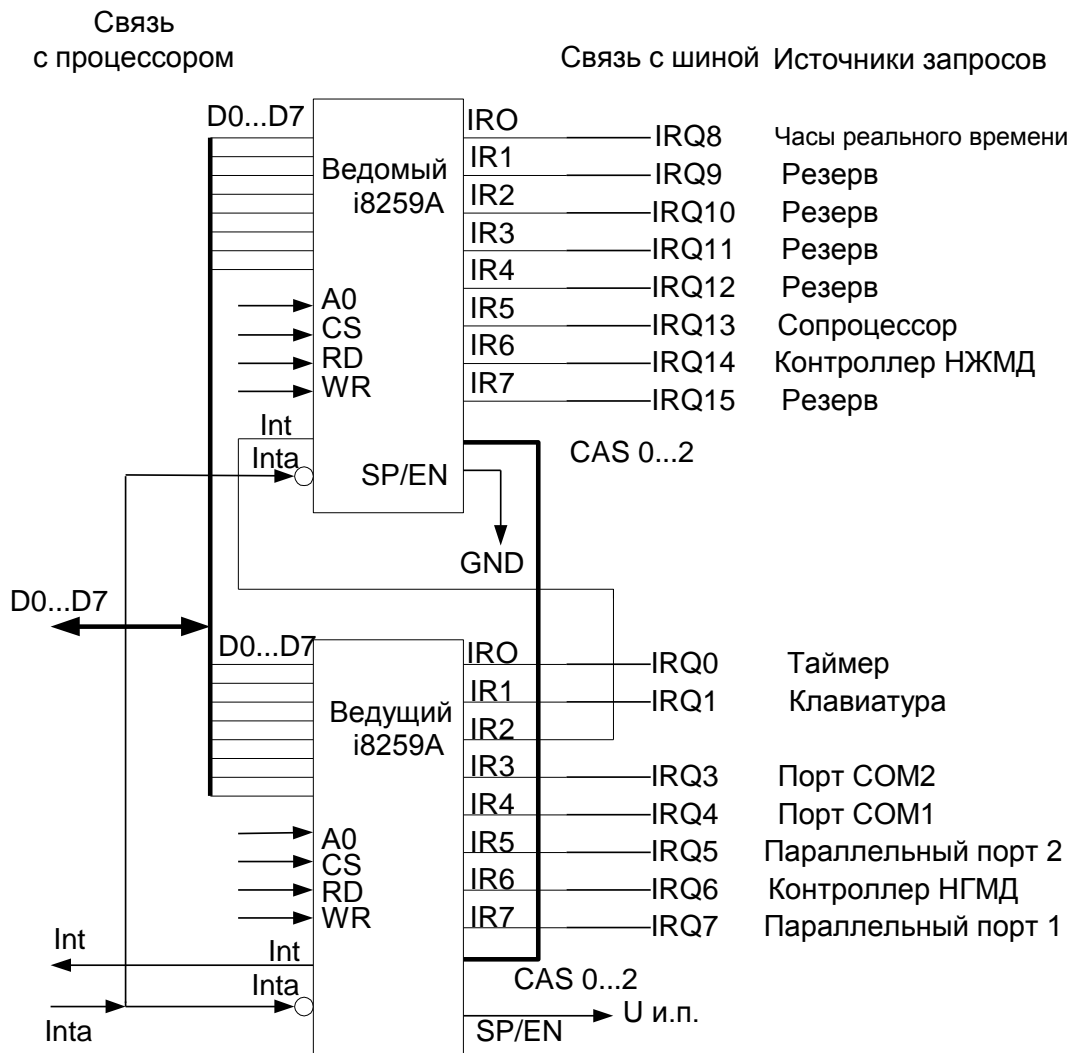 Связь
с процессором
Связь с шиной Источники запросов
D0...D7
Ведомый
i8259A
A0
CS
RD
WR
Int
Inta
SP/EN
GND
IRO
IR1
IR2
IR3
IR4
IR5
IR6
IR7
IRQ8 Часы реального времени
IRQ9 Резерв
IRQ10 Резерв
IRQ11 Резерв
IRQ12 Резерв
IRQ13 Сопроцессор
IRQ14 Контроллер НЖМД
IRQ15 Резерв
CAS 0...2
D0...D7
D0...D7
Ведущий
i8259A
A0
CS
RD
WR
Int
Int
Inta
Inta
IRO
IR1
IR2
IR3
IR4
IR5
IR6
IR7
IRQ0 Таймер
IRQ1 Клавиатура
IRQ3 Порт COM2
IRQ4 Порт COM1
IRQ5 Параллельный порт 2
IRQ6 Контроллер НГМД
IRQ7 Параллельный порт 1
CAS 0...2
SP/EN
U и.п.